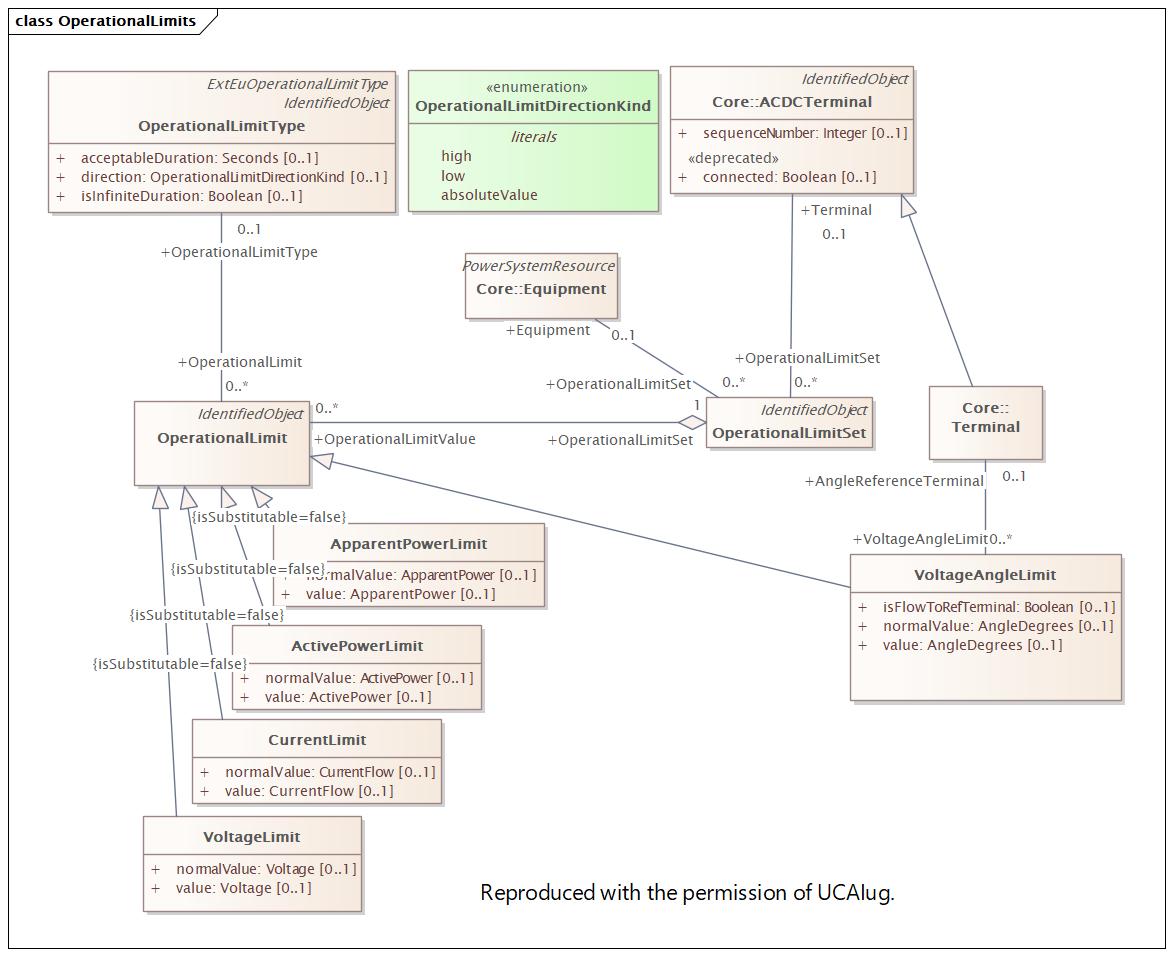 class OperationalLimits
ExtEuOperationalLimitType
IdentifiedObject
OperationalLimitType
+ acceptableDuration: Seconds [0..1]
+ direction: OperationalLimitDirectionKind [0..1]
+ isInfiniteDuration: Boolean [0..1]
«enumeration»
OperationalLimitDirectionKind
literals
high
low
absoluteValue
IdentifiedObject
Core::ACDCTerminal
+ sequenceNumber: Integer [0..1]
«deprecated»
+ connected: Boolean [0..1]
0..1
+OperationalLimitType
+Terminal
0..1
PowerSystemResource
Core::Equipment
+Equipment
0..1
+OperationalLimit
0..*
+OperationalLimitSet
0..*
+OperationalLimitSet
0..*
IdentifiedObject
OperationalLimit
0..*
+OperationalLimitValue
1
+OperationalLimitSet
IdentifiedObject
OperationalLimitSet
Core::
Terminal
+AngleReferenceTerminal
0..1
+VoltageAngleLimit
0..*
{isSubstitutable=false}
ApparentPowerLimit
normalValue: ApparentPower [0..1]
+ value: ApparentPower [0..1]
{isSubstitutable=false}
{isSubstitutable=false}
ActivePowerLimit
+ normalValue: ActivePower [0..1]
+ value: ActivePower [0..1]
{isSubstitutable=false}
VoltageAngleLimit
+ isFlowToRefTerminal: Boolean [0..1]
+ normalValue: AngleDegrees [0..1]
+ value: AngleDegrees [0..1]
CurrentLimit
+ normalValue: CurrentFlow [0..1]
+ value: CurrentFlow [0..1]
VoltageLimit
+ normalValue: Voltage [0..1]
+ value: Voltage [0..1]
Reproduced with the permission of UCAIug.